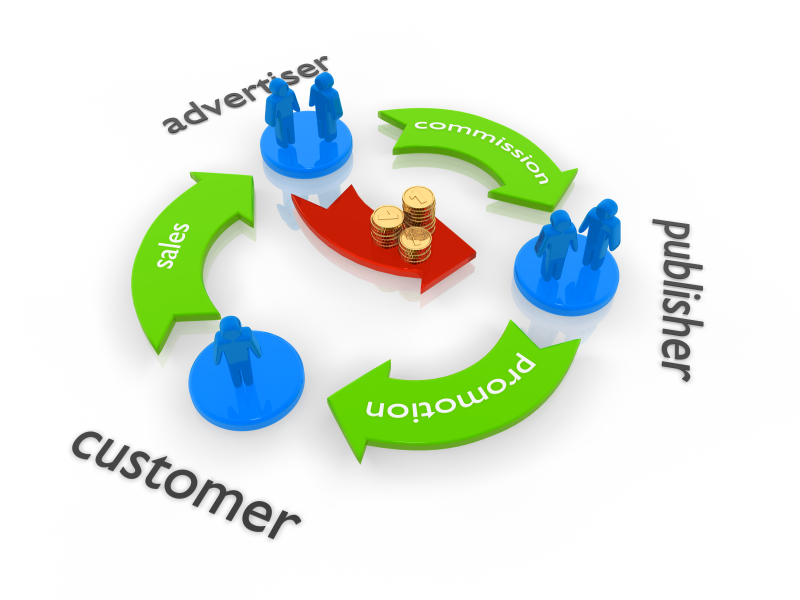 advertiser
commission
sales
publisher
promotion
customer